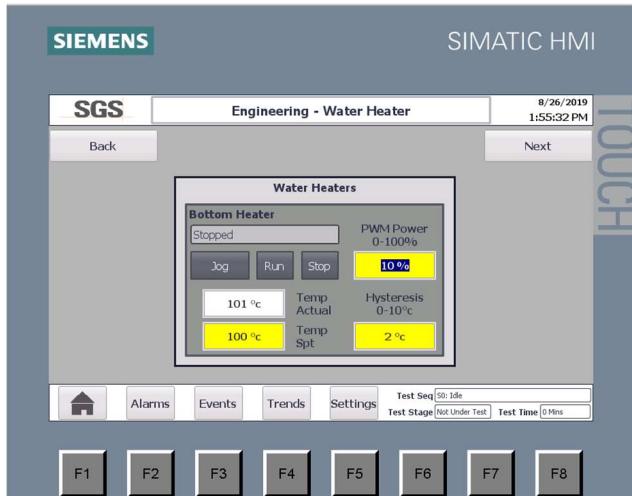 SIEMENS
SIMATIC HMI
TOUCH
SGS
Engineering - Water Heater
8/26/2019
1:55:32 PM
Back
Next
Water Heaters
Bottom Heater
Stopped
PWM Power
0-100%
Jog
Run
Stop
10 %
101 °c
Temp
Actual
Hysteresis
0-10°c
100 °c
Temp
Spt
2 °c
Alarms
Events
Trends
Settings
Test Seq
S0: Idle
Test Stage
Not Under Test
Test Time
0 Mins
F1
F2
F3
F4
F5
F6
F7
F8